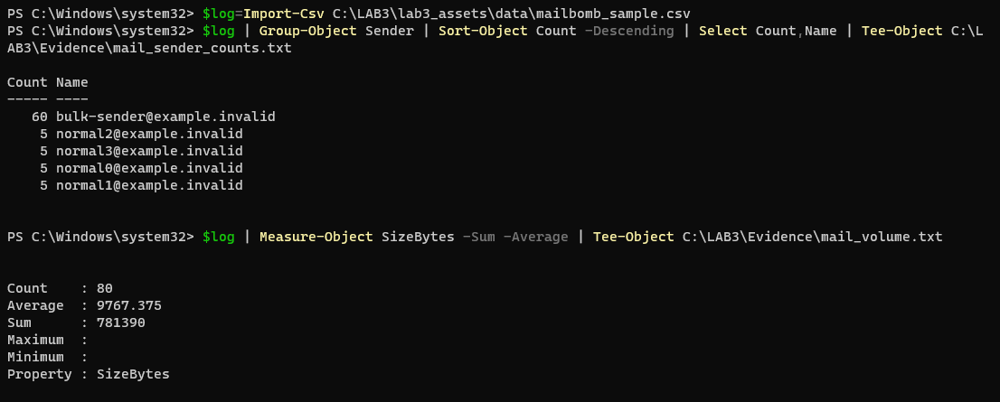 PS C:\Windows\system32> $log=Import-Csv C:\LAB3\lab3_assets\data\mailbomb_sample.csv
PS C:\Windows\system32> $log | Group-Object Sender | Sort-Object Count -Descending | Select Count,Name | Tee-Object C:\L
AB3\Evidence\mail_sender_counts.txt
Count Name
----- ----
60 bulk-sender@example.invalid
5 normal2@example.invalid
5 normal3@example.invalid
5 normal0@example.invalid
5 normal1@example.invalid
PS C:\Windows\system32> $log | Measure-Object SizeBytes -Sum -Average | Tee-Object C:\LAB3\Evidence\mail_volume.txt
Count    : 80
Average  : 9767.375
Sum      : 781390
Maximum  :
Minimum  :
Property : SizeBytes